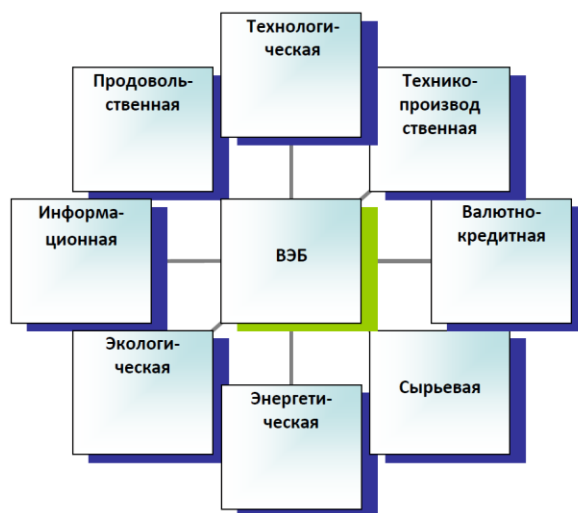 Технологи-
ческая
Продоволь-
ственная
Технико-
производ
ственная
Информа-
ционная
ВЭБ
Валютно-
кредитная
Экологи-
ческая
Энергети-
ческая
Сырьевая